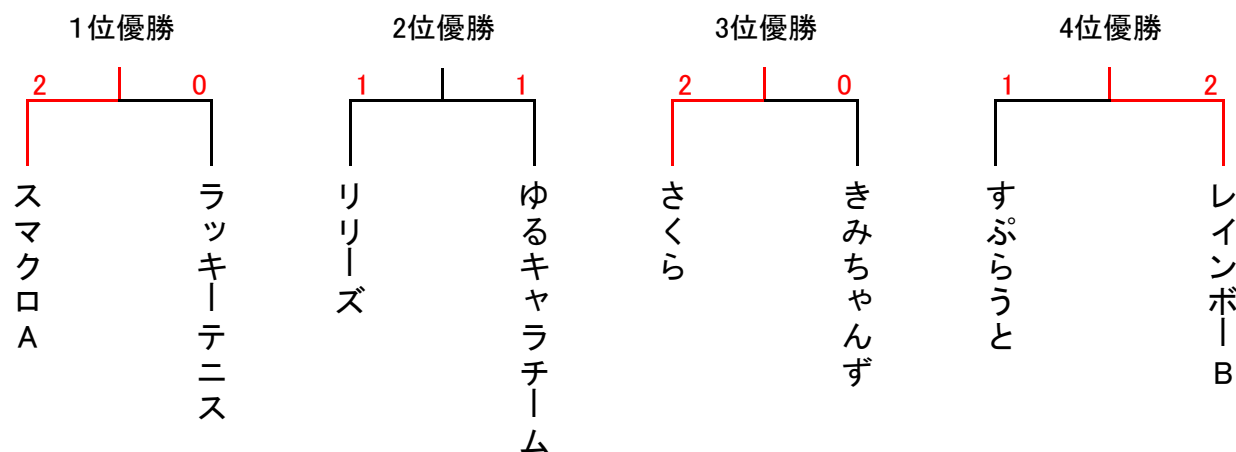 １位優勝
2 0
スマクロA
ラッキーテニス
2位優勝
1 1
リリーズ
ゆるキャラチーム
3位優勝
2 0
さくら
きみちゃんず
4位優勝
1 2
すぷらうと
レインボーB